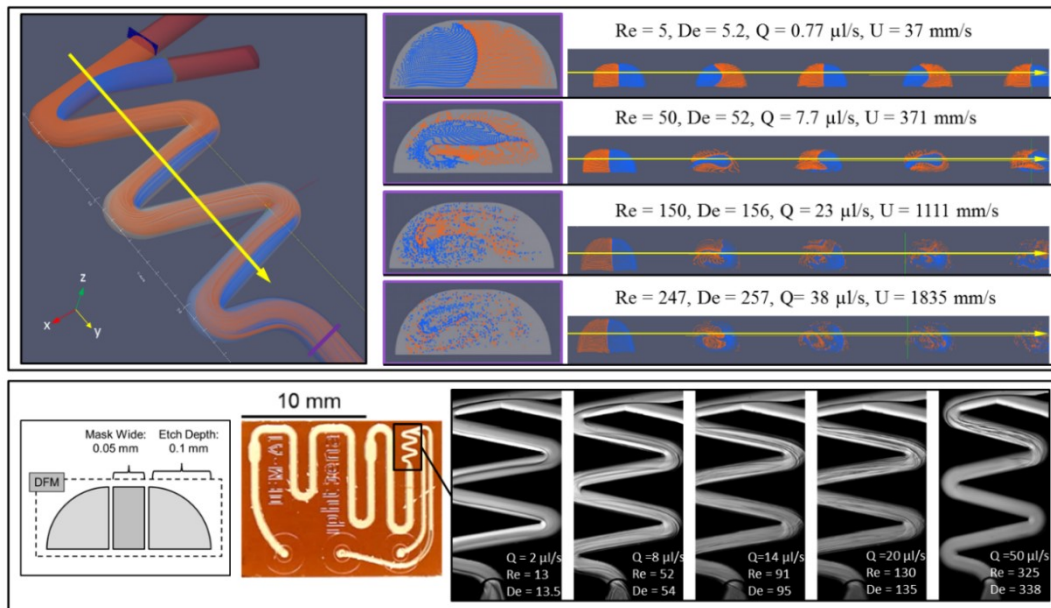 Re = 5, De = 5.2, Q = 0.77 µl/s, U = 37 mm/s
Re = 50, De = 52, Q = 7.7 µl/s, U = 371 mm/s
Re = 150, De = 156, Q = 23 µl/s, U = 1111 mm/s
Re = 247, De = 257, Q= 38 µl/s, U = 1835 mm/s
z
x
y
Mask Wide:
0.05 mm
Etch Depth:
0.1 mm
DFM
10 mm
Q = 2 µl/s
Re = 13
De = 13.5
Q =8 µl/s
Re = 52
De = 54
Q=14 µl/s
Re = 91
De = 95
Q =20 µl/s
Re = 130
De = 135
Q =50 µl/s
Re = 325
De = 338